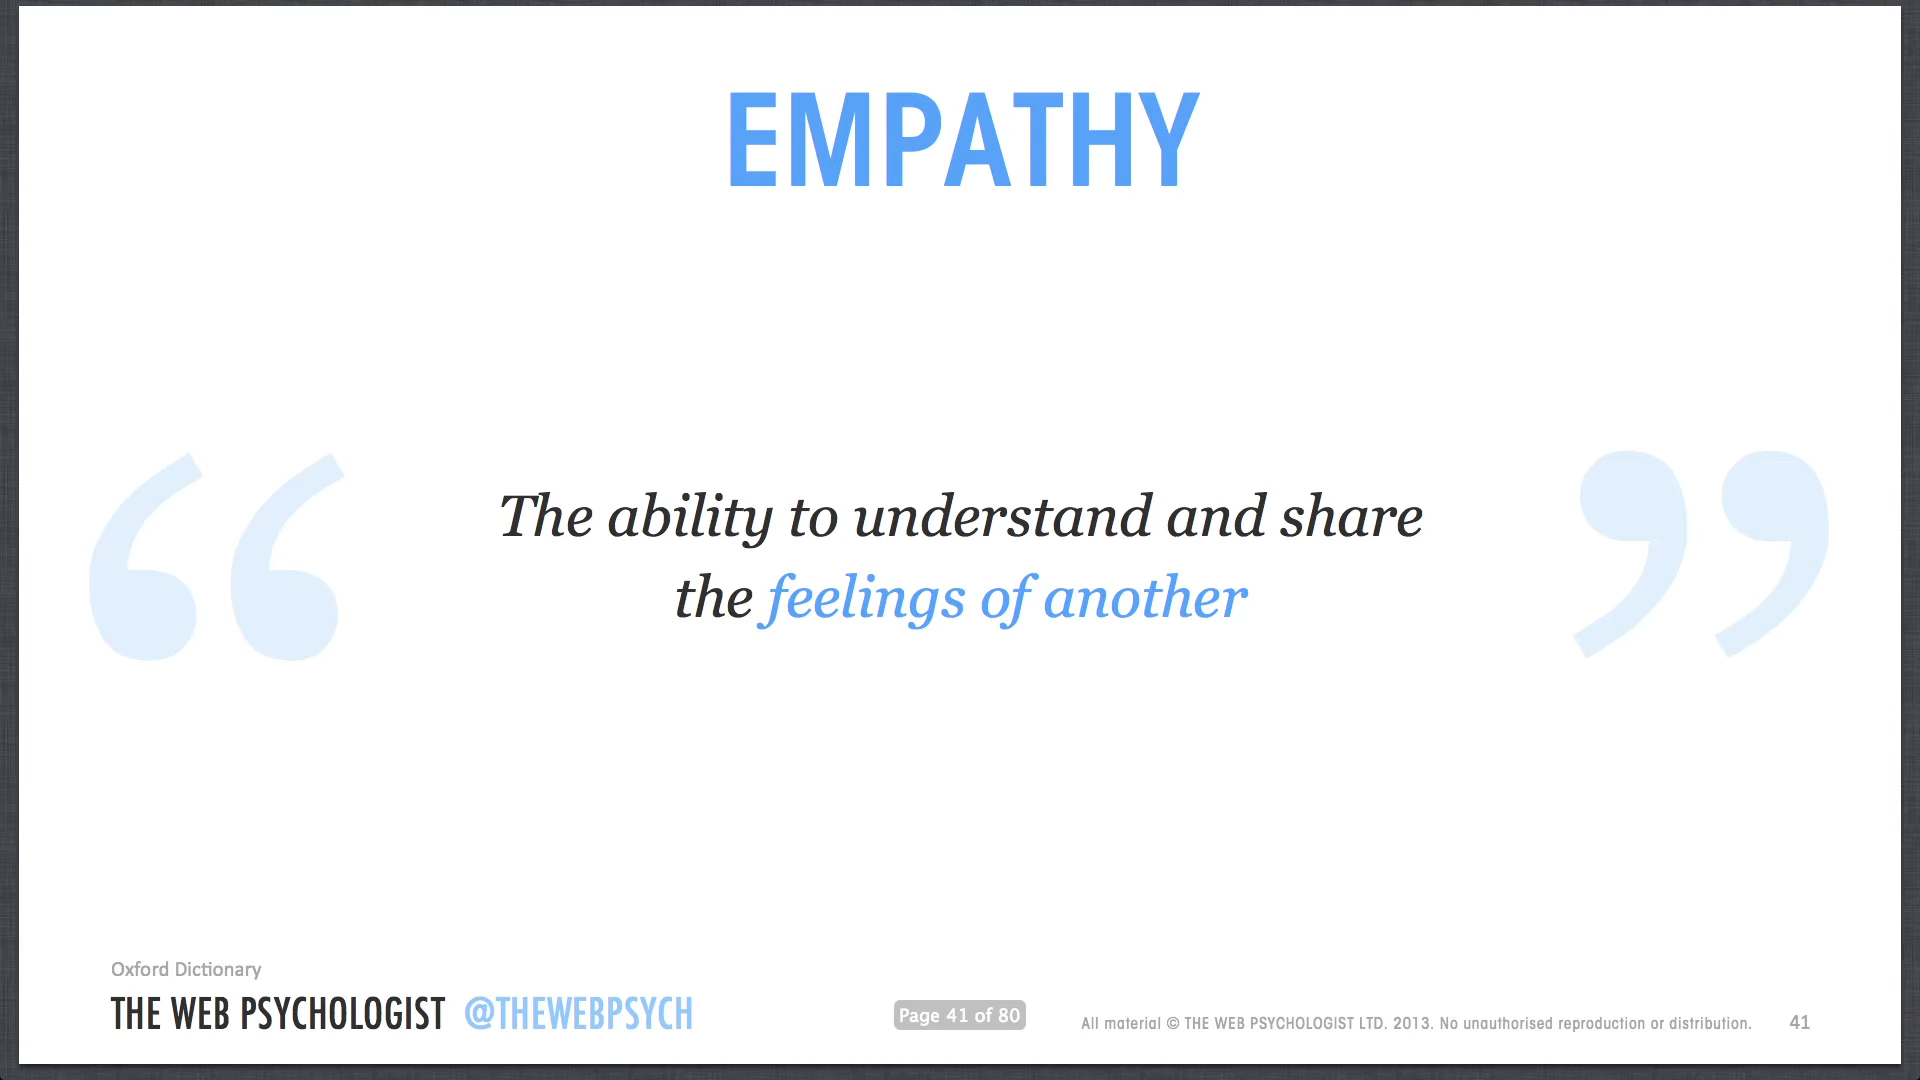 EMPATHY
“ The ability to understand and share ”
the feelings of another
Oxford Dictionary
THE WEB PSYCHOLOGIST @THEWEBPSYCH
Page 41 of 80
All material © THE WEB PSYCHOLOGIST LTD. 2013. No unauthorised reproduction or distribution. 41